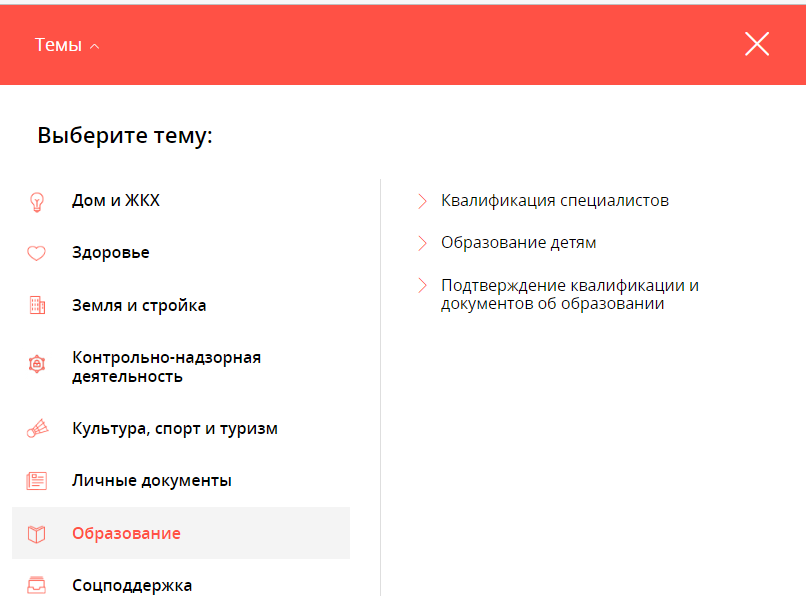 Темы
Выберите тему:
Дом и ЖКХ
Здоровье
Земля и стройка
Контрольно-надзорная
деятельность
Культура, спорт и туризм
Личные документы
Образование
Соцподдержка
Квалификация специалистов
Образование детям
Подтверждение квалификации и
документов об образовании